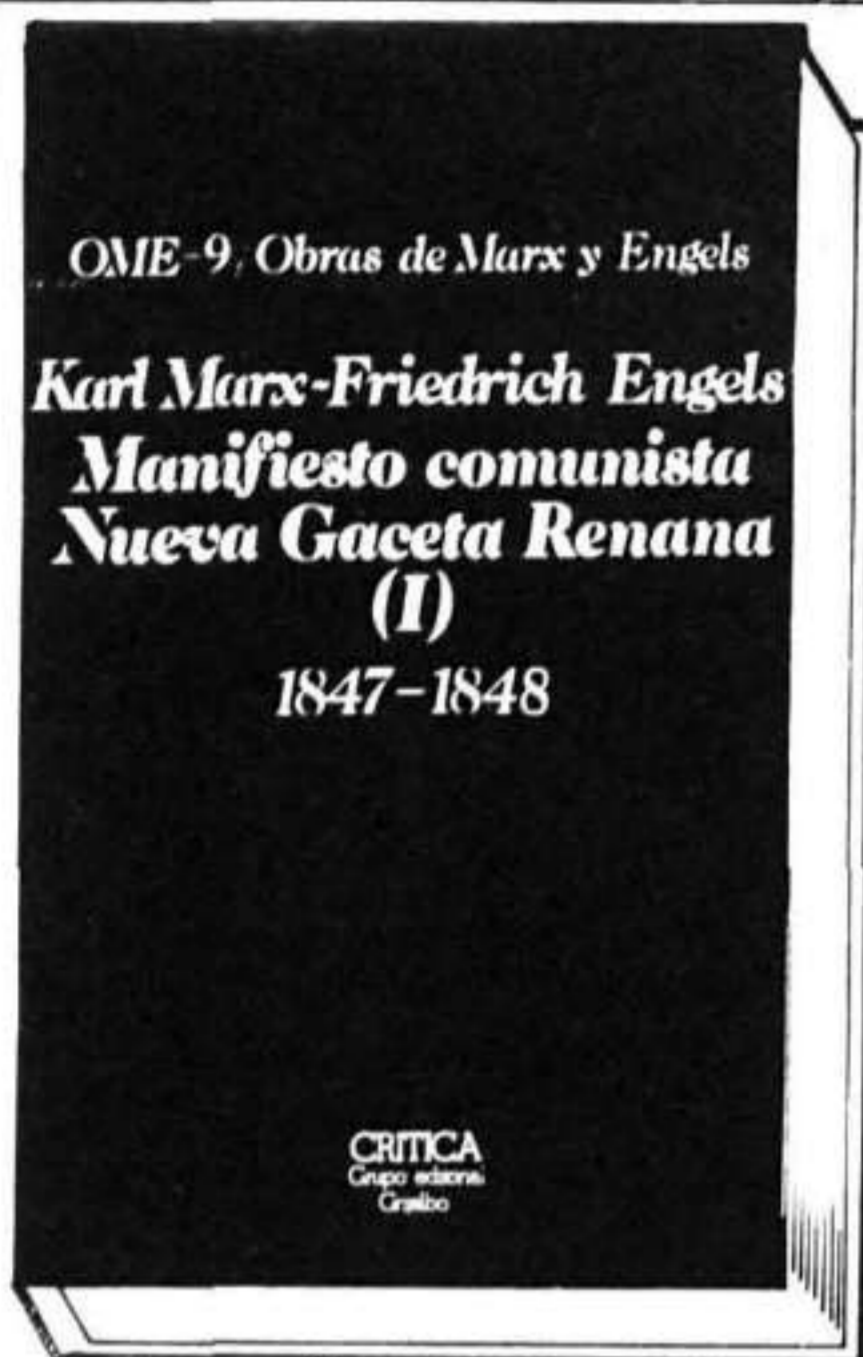 OME-9, Obras de Marx y Engels
Karl Marx-Friedrich Engels
Manifiesto comunista
Nueva Gaceta Renana
(I)
1847-1848
CRITICA
Grupo editorial
Grijalbo